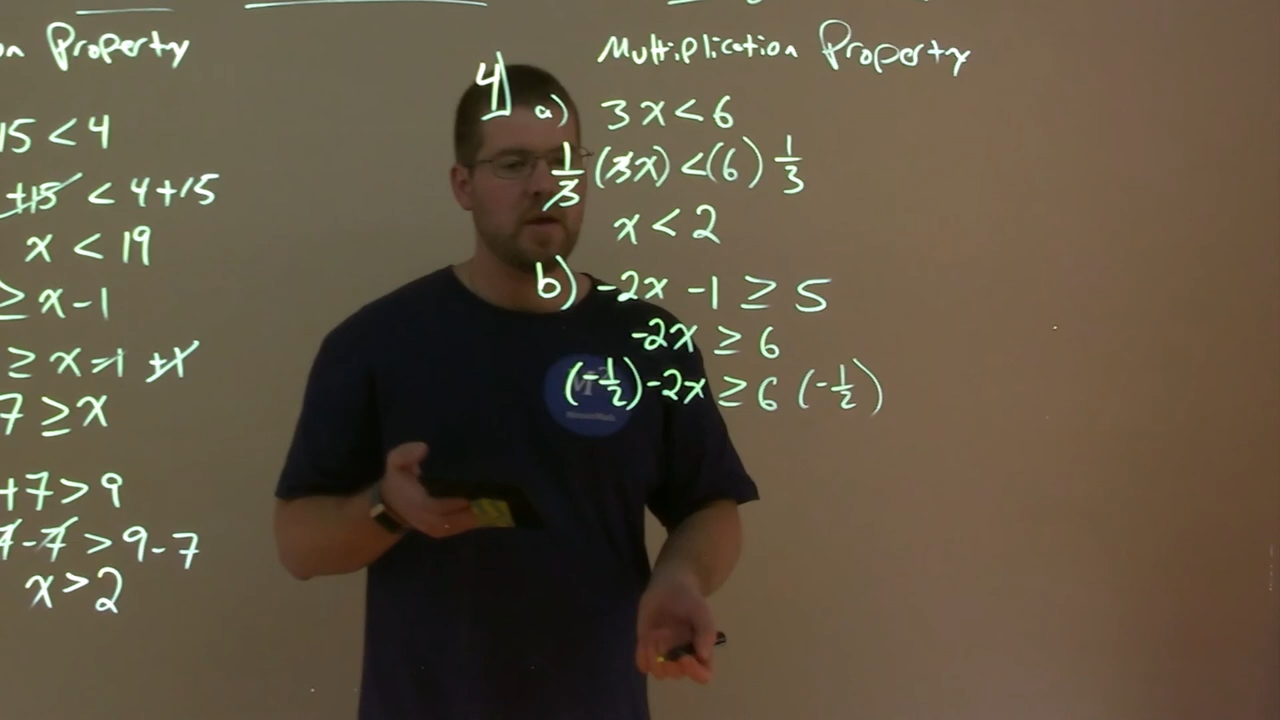 on Property
15 < 4
+15 < 4+15
x < 19
≥ x -1
≥ x -1 +1
7 ≥ x
+7 > 9
-7 > 9-7
x > 2
Multiplication Property
4] a) 3x < 6
1/3 (3x) < (6) 1/3
x < 2
b) -2x -1 ≥ 5
-2x ≥ 6
(-1/2) -2x ≥ 6 (-1/2)